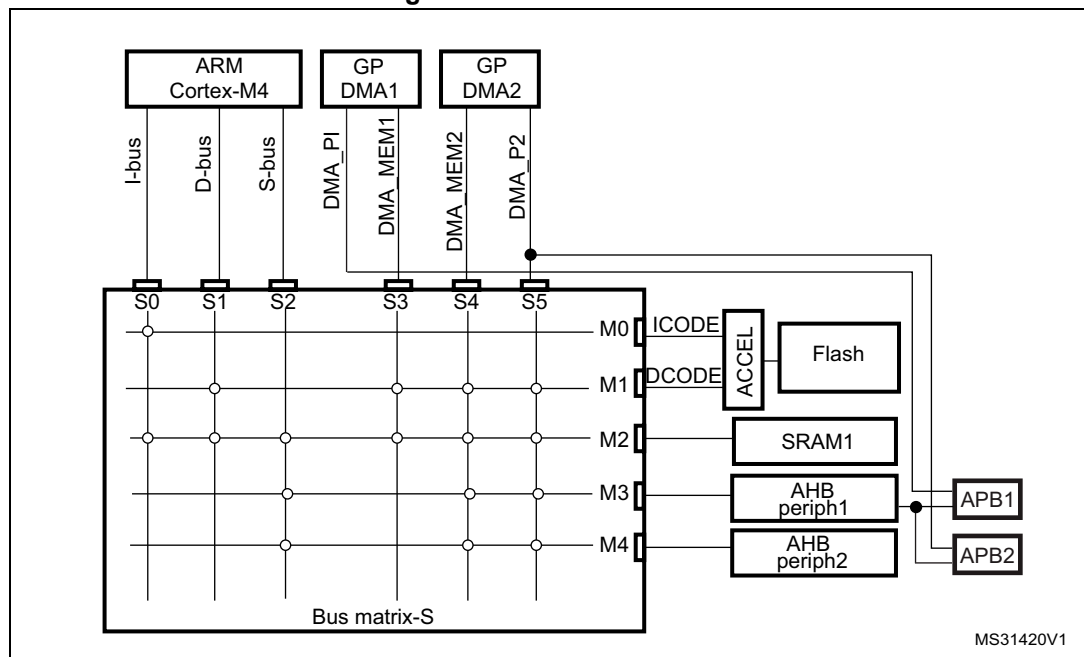 ARM
Cortex-M4
GP
DMA1
GP
DMA2
I-bus
D-bus
S-bus
DMA_PI
DMA_MEM1
DMA_MEM2
DMA_P2
S0
S1
S2
S3
S4
S5
M0
ICODE
ACCEL
Flash
M1
DCODE
M2
SRAM1
M3
AHB
periph1
APB1
M4
AHB
periph2
APB2
Bus matrix-S
MS31420V1